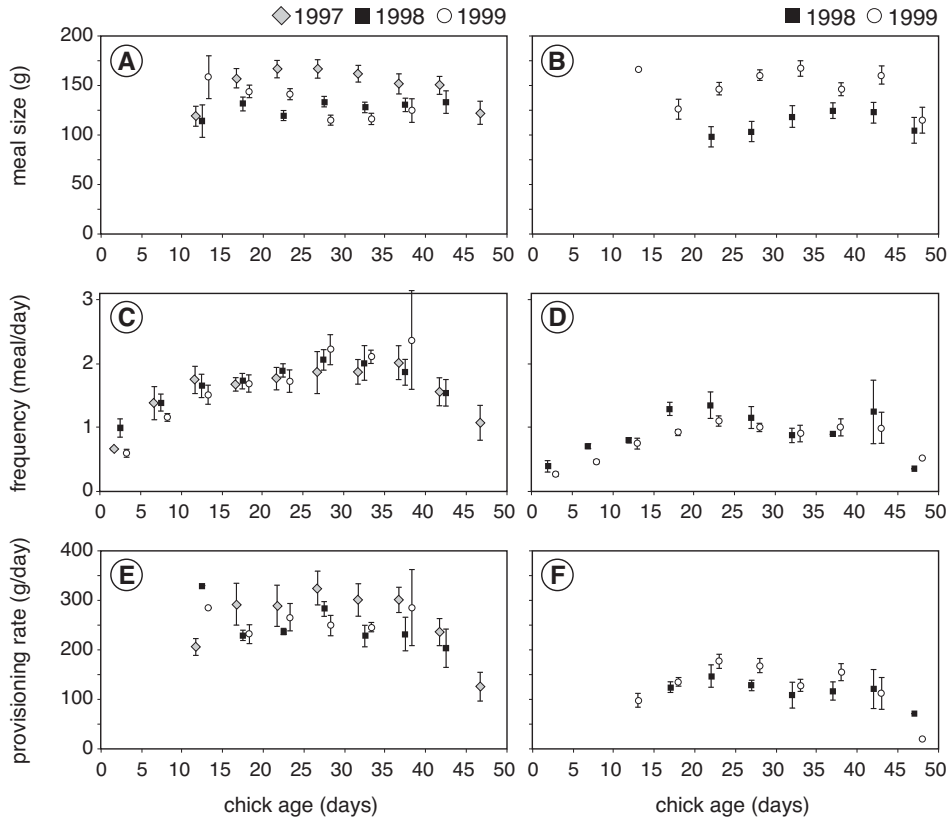 1997 1998 1999
1998 1999
meal size (g)
200
150
100
50
0
A
0 5 10 15 20 25 30 35 40 45 50
B
0 5 10 15 20 25 30 35 40 45 50
frequency (meal/day)
3
2
1
0
C
0 5 10 15 20 25 30 35 40 45 50
D
0 5 10 15 20 25 30 35 40 45 50
provisioning rate (g/day)
400
300
200
100
0
E
0 5 10 15 20 25 30 35 40 45 50
chick age (days)
F
0 5 10 15 20 25 30 35 40 45 50
chick age (days)